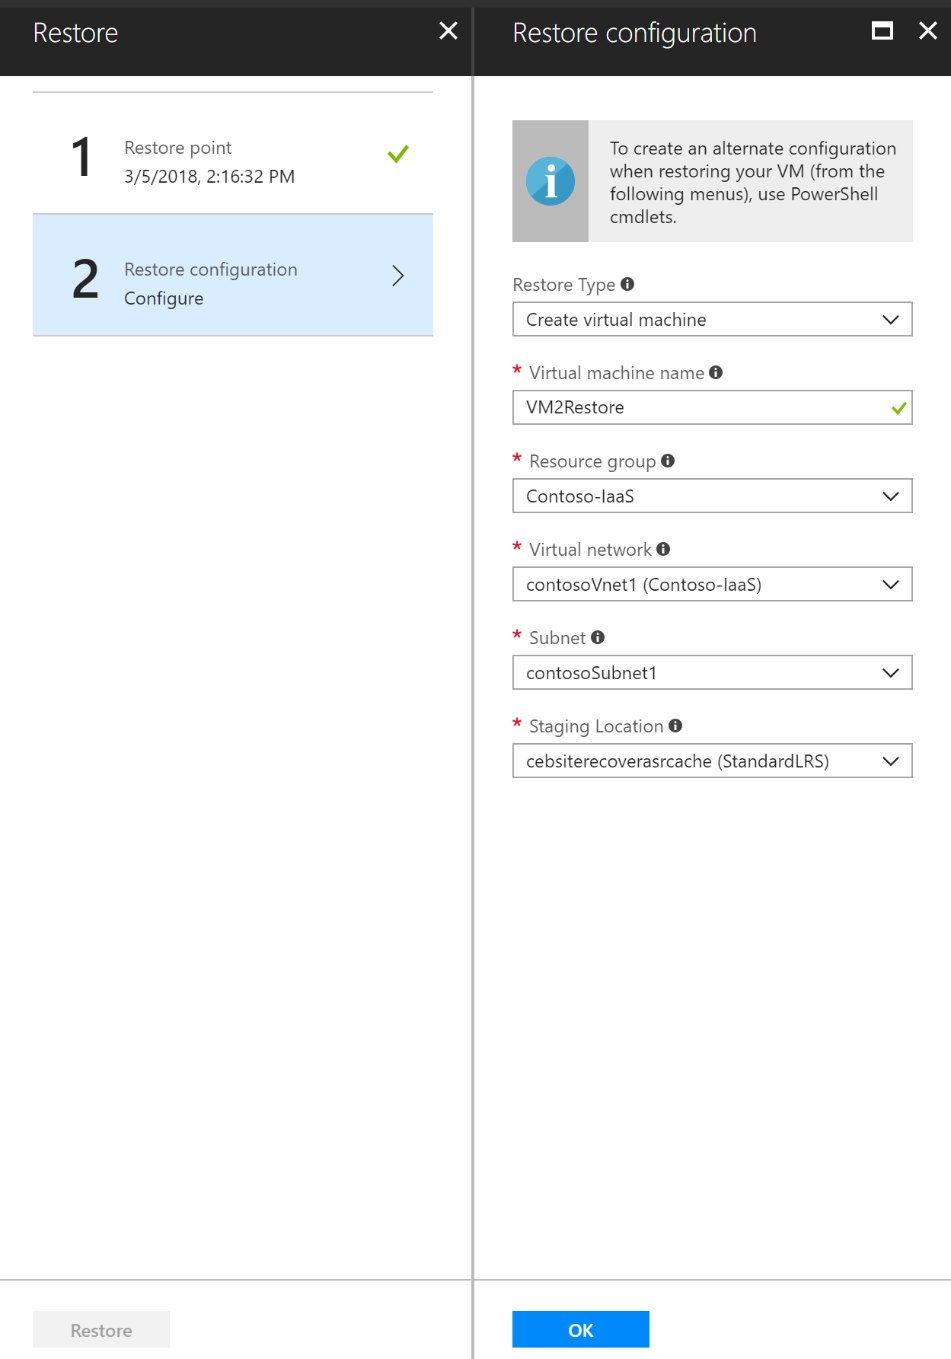 Restore
1
Restore point
3/5/2018, 2:16:32 PM
2
Restore configuration
Configure
Restore
Restore configuration
To create an alternate configuration
when restoring your VM (from the
following menus), use PowerShell
cmdlets.
Restore Type
Create virtual machine
* Virtual machine name
VM2Restore
* Resource group
Contoso-IaaS
* Virtual network
contosoVnet1 (Contoso-IaaS)
* Subnet
contosoSubnet1
* Staging Location
cebsiterecoverasrcache (StandardLRS)
OK